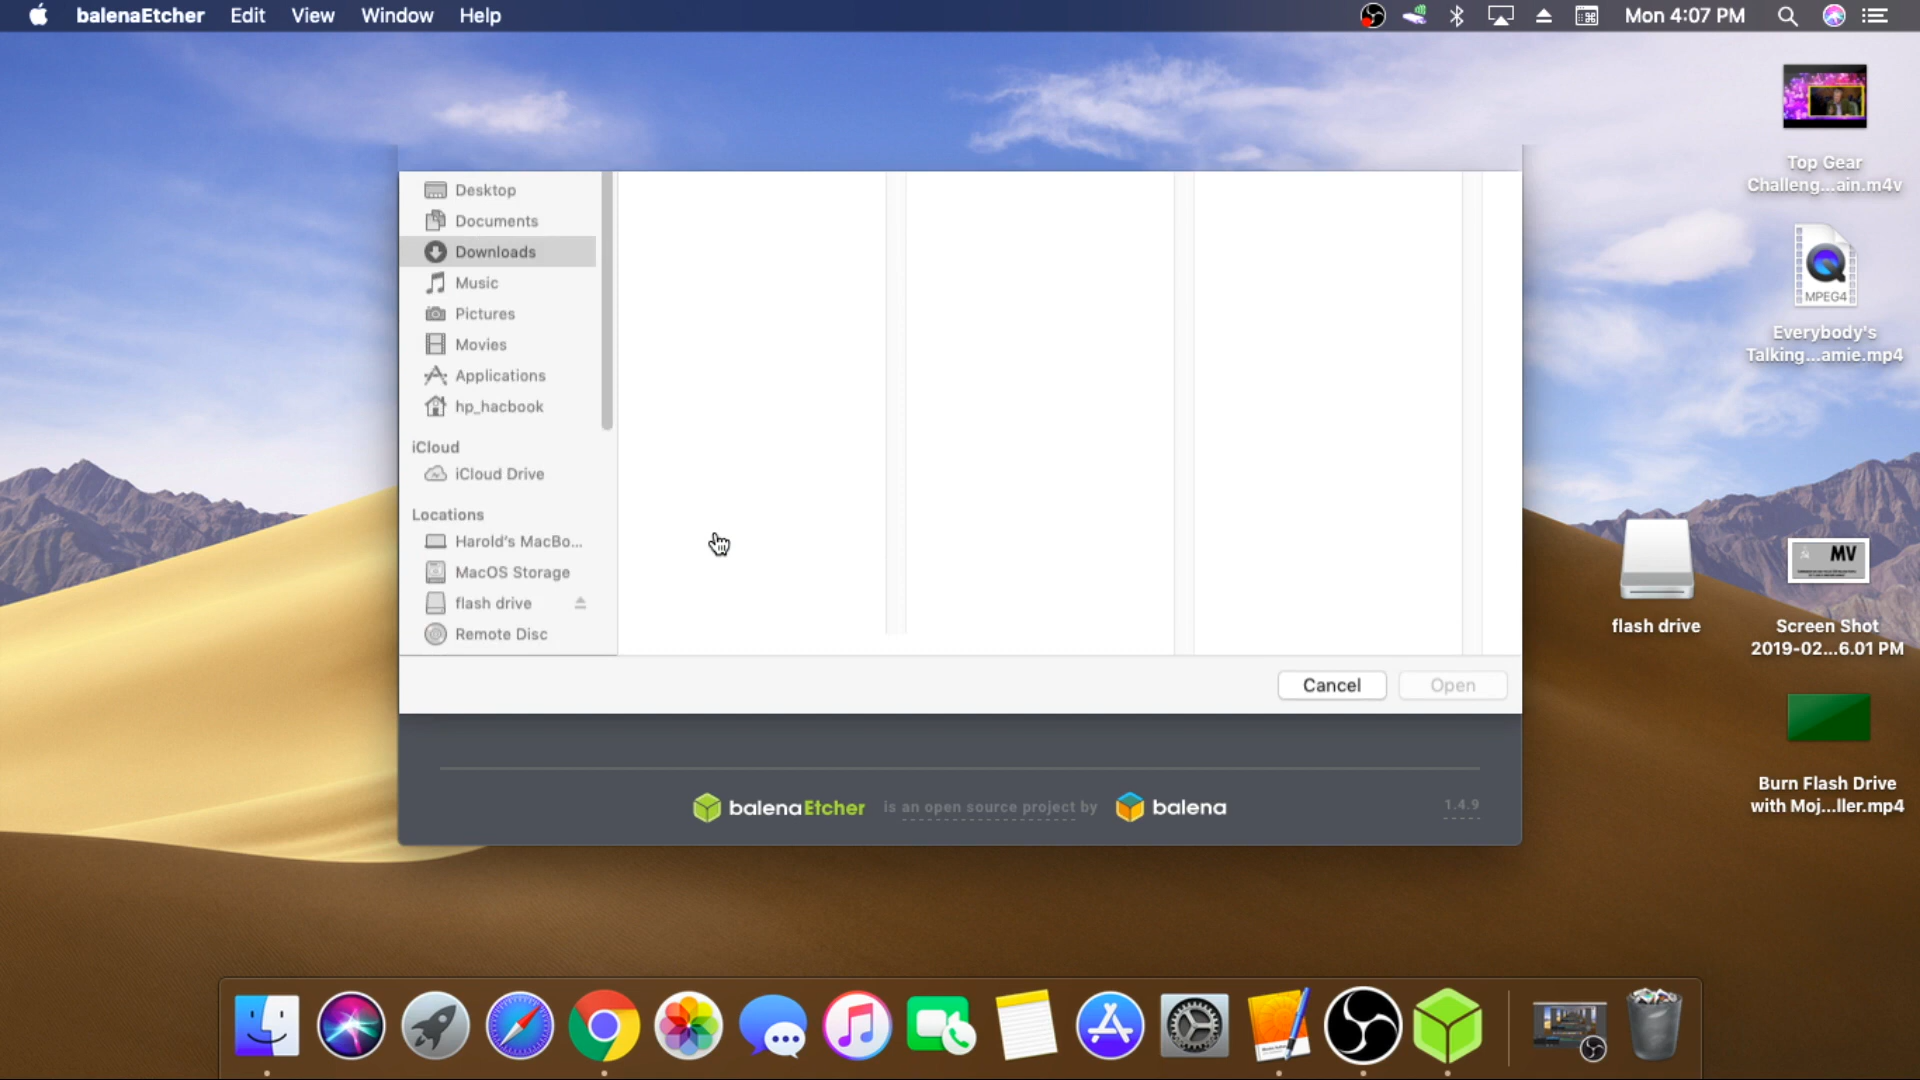 balenaEtcher Edit View Window Help Mon 4:07 PM
Top Gear
Challeng...ain.m4v
MPEG4
Everybody's
Talking...amie.mp4
Desktop
Documents
Downloads
Music
Pictures
Movies
Applications
hp_hacbook
iCloud
iCloud Drive
Locations
Harold's MacBo...
MacOS Storage
flash drive
Remote Disc
Cancel Open
flash drive
MV
Screen Shot
2019-02...6.01 PM
Burn Flash Drive
with Moj...ller.mp4
balenaEtcher is an open source project by balena 1.4.9